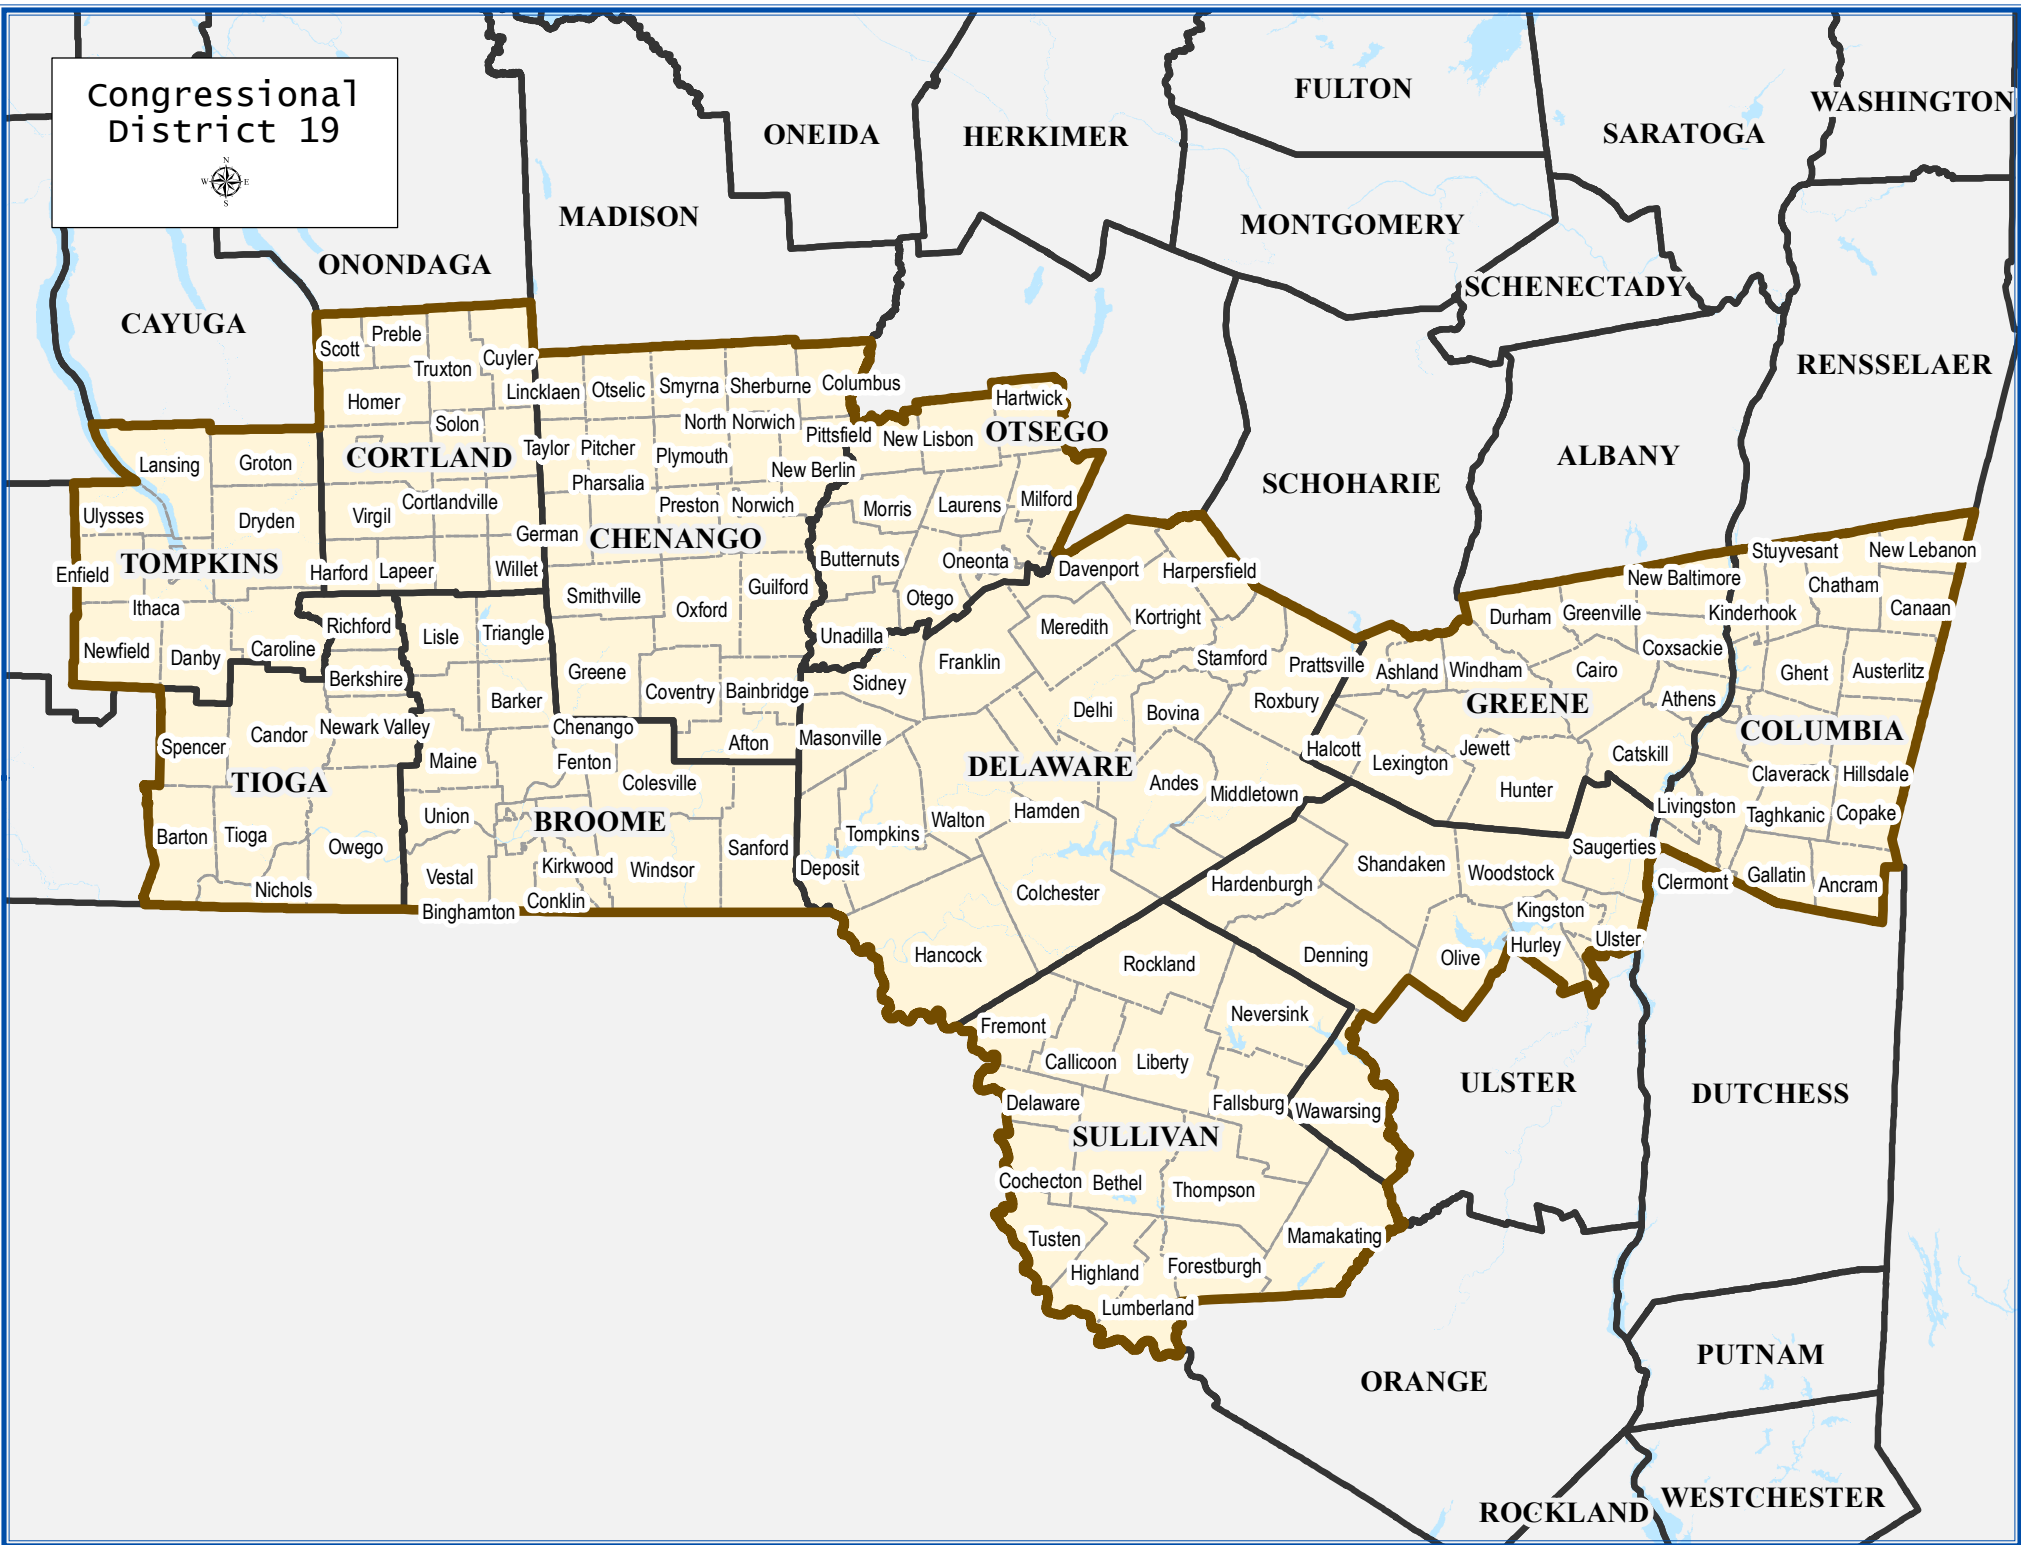 Congressional
District 19
N
W E
S
FULTON
WASHINGTON
ONEIDA
HERKIMER
SARATOGA
MADISON
MONTGOMERY
ONONDAGA
SCHENECTADY
CAYUGA
RENSSELAER
ALBANY
SCHOHARIE
Preble
Scott
Cuyler
Truxton
Homer
Solon
CORTLAND
Taylor
Virgil
Cortlandville
Harford
Lapeer
Willet
Lincklaen
Otselic
Smyrna
Sherburne
Columbus
North Norwich
Pitcher
Plymouth
New Berlin
Pharsalia
Preston
Norwich
German
CHENANGO
Smithville
Oxford
Guilford
Greene
Coventry
Bainbridge
Afton
Hartwick
OTSEGO
Pittsfield
New Lisbon
Morris
Laurens
Milford
Butternuts
Oneonta
Otego
Unadilla
Lansing
Groton
Ulysses
Dryden
TOMPKINS
Enfield
Ithaca
Newfield
Danby
Caroline
Richford
Berkshire
Newark Valley
Candor
Spencer
TIOGA
Barton
Tioga
Owego
Nichols
Lisle
Triangle
Barker
Chenango
Maine
Fenton
Colesville
Union
BROOME
Vestal
Kirkwood
Windsor
Sanford
Conklin
Binghamton
Davenport
Harpersfield
Meredith
Kortright
Franklin
Stamford
Sidney
Roxbury
Delhi
Bovina
Masonville
DELAWARE
Andes
Middletown
Hamden
Walton
Tompkins
Deposit
Colchester
Hancock
New Baltimore
Durham
Greenville
Coxsackie
Prattsville
Ashland
Windham
Cairo
GREENE
Athens
Halcott
Lexington
Jewett
Catskill
Hunter
Stuyvesant
New Lebanon
Chatham
Kinderhook
Canaan
Ghent
Austerlitz
COLUMBIA
Claverack
Hillsdale
Livingston
Taghkanic
Copake
Clermont
Gallatin
Ancram
Saugerties
Shandaken
Woodstock
Hardenburgh
Kingston
Ulster
Hurley
Olive
Denning
Wawarsing
ULSTER
Rockland
Neversink
Fremont
Callicoon
Liberty
Delaware
Fallsburg
SULLIVAN
Cochecton
Bethel
Thompson
Tusten
Mamakating
Highland
Forestburgh
Lumberland
DUTCHESS
PUTNAM
ORANGE
ROCKLAND
WESTCHESTER